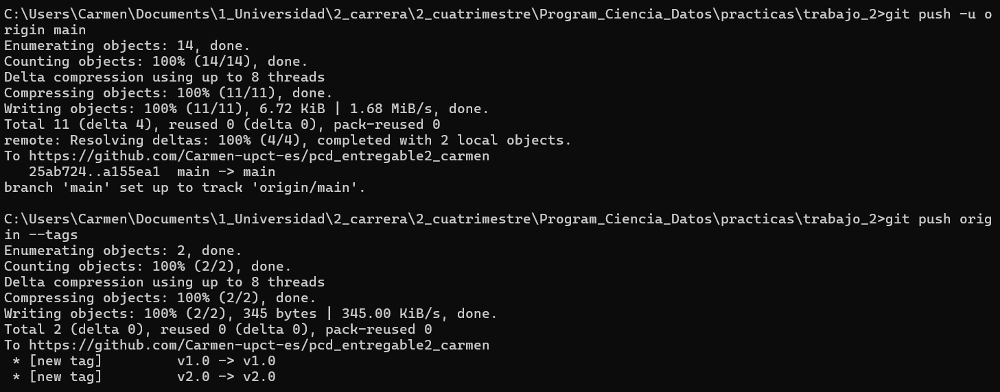 C:\Users\Carmen\Documents\1_Universidad\2_carrera\2_cuatrimestre\Program_Ciencia_Datos\practicas\trabajo_2>git push -u o
rigin main
Enumerating objects: 14, done.
Counting objects: 100% (14/14), done.
Delta compression using up to 8 threads
Compressing objects: 100% (11/11), done.
Writing objects: 100% (11/11), 6.72 KiB | 1.68 MiB/s, done.
Total 11 (delta 4), reused 0 (delta 0), pack-reused 0
remote: Resolving deltas: 100% (4/4), completed with 2 local objects.
To https://github.com/Carmen-upct-es/pcd_entregable2_carmen
   25ab724..a155ea1  main -> main
branch 'main' set up to track 'origin/main'.

C:\Users\Carmen\Documents\1_Universidad\2_carrera\2_cuatrimestre\Program_Ciencia_Datos\practicas\trabajo_2>git push orig
in --tags
Enumerating objects: 2, done.
Counting objects: 100% (2/2), done.
Delta compression using up to 8 threads
Compressing objects: 100% (2/2), done.
Writing objects: 100% (2/2), 345 bytes | 345.00 KiB/s, done.
Total 2 (delta 0), reused 0 (delta 0), pack-reused 0
To https://github.com/Carmen-upct-es/pcd_entregable2_carmen
 * [new tag]         v1.0 -> v1.0
 * [new tag]         v2.0 -> v2.0